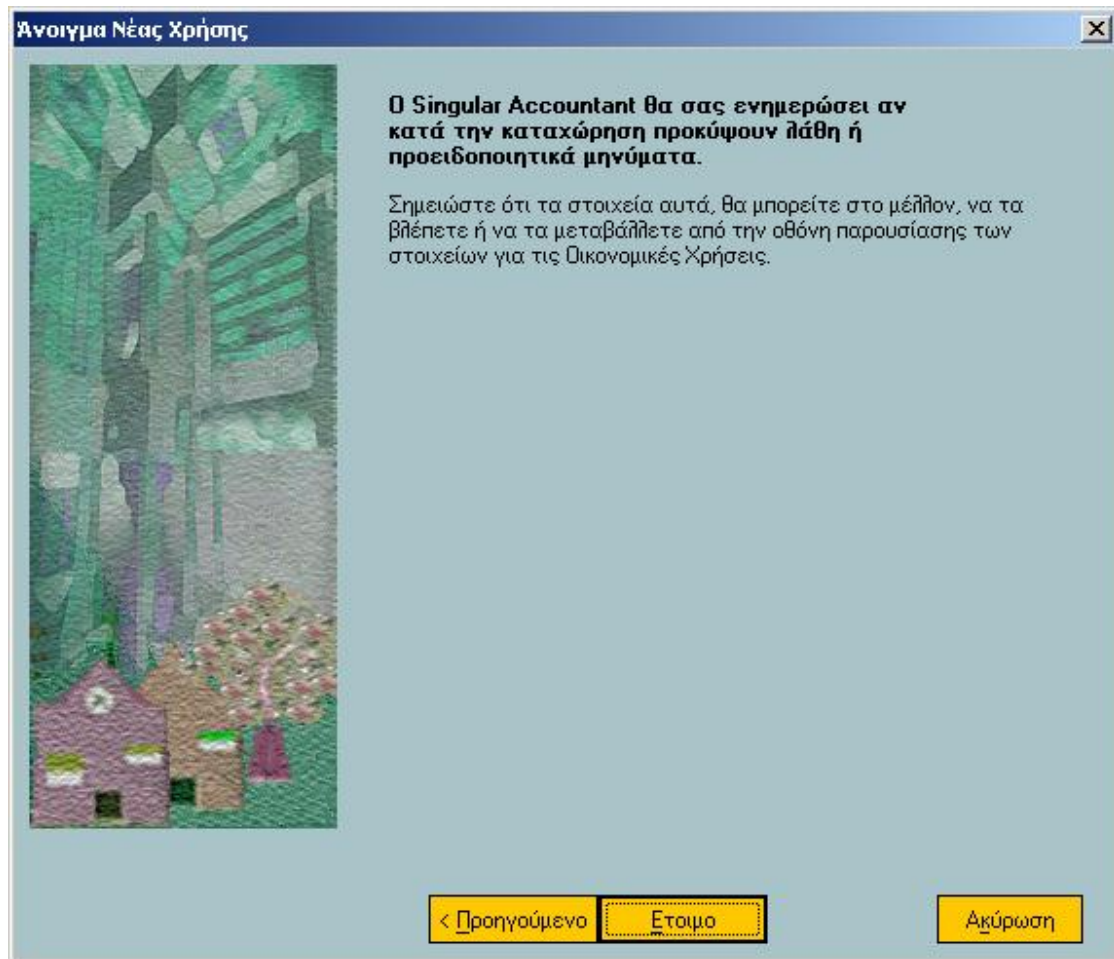 Άνοιγμα Νέας Χρήσης
Ο Singular Accountant θα σας ενημερώσει αν
κατά την καταχώρηση προκύψουν λάθη ή
προειδοποιητικά μηνύματα.
Σημειώστε ότι τα στοιχεία αυτά, θα μπορείτε στο μέλλον, να τα
βλέπετε ή να τα μεταβάλλετε από την οθόνη παρουσίασης των
στοιχείων για τις Οικονομικές Χρήσεις.
< Προηγούμενο Ετοιμο Ακύρωση